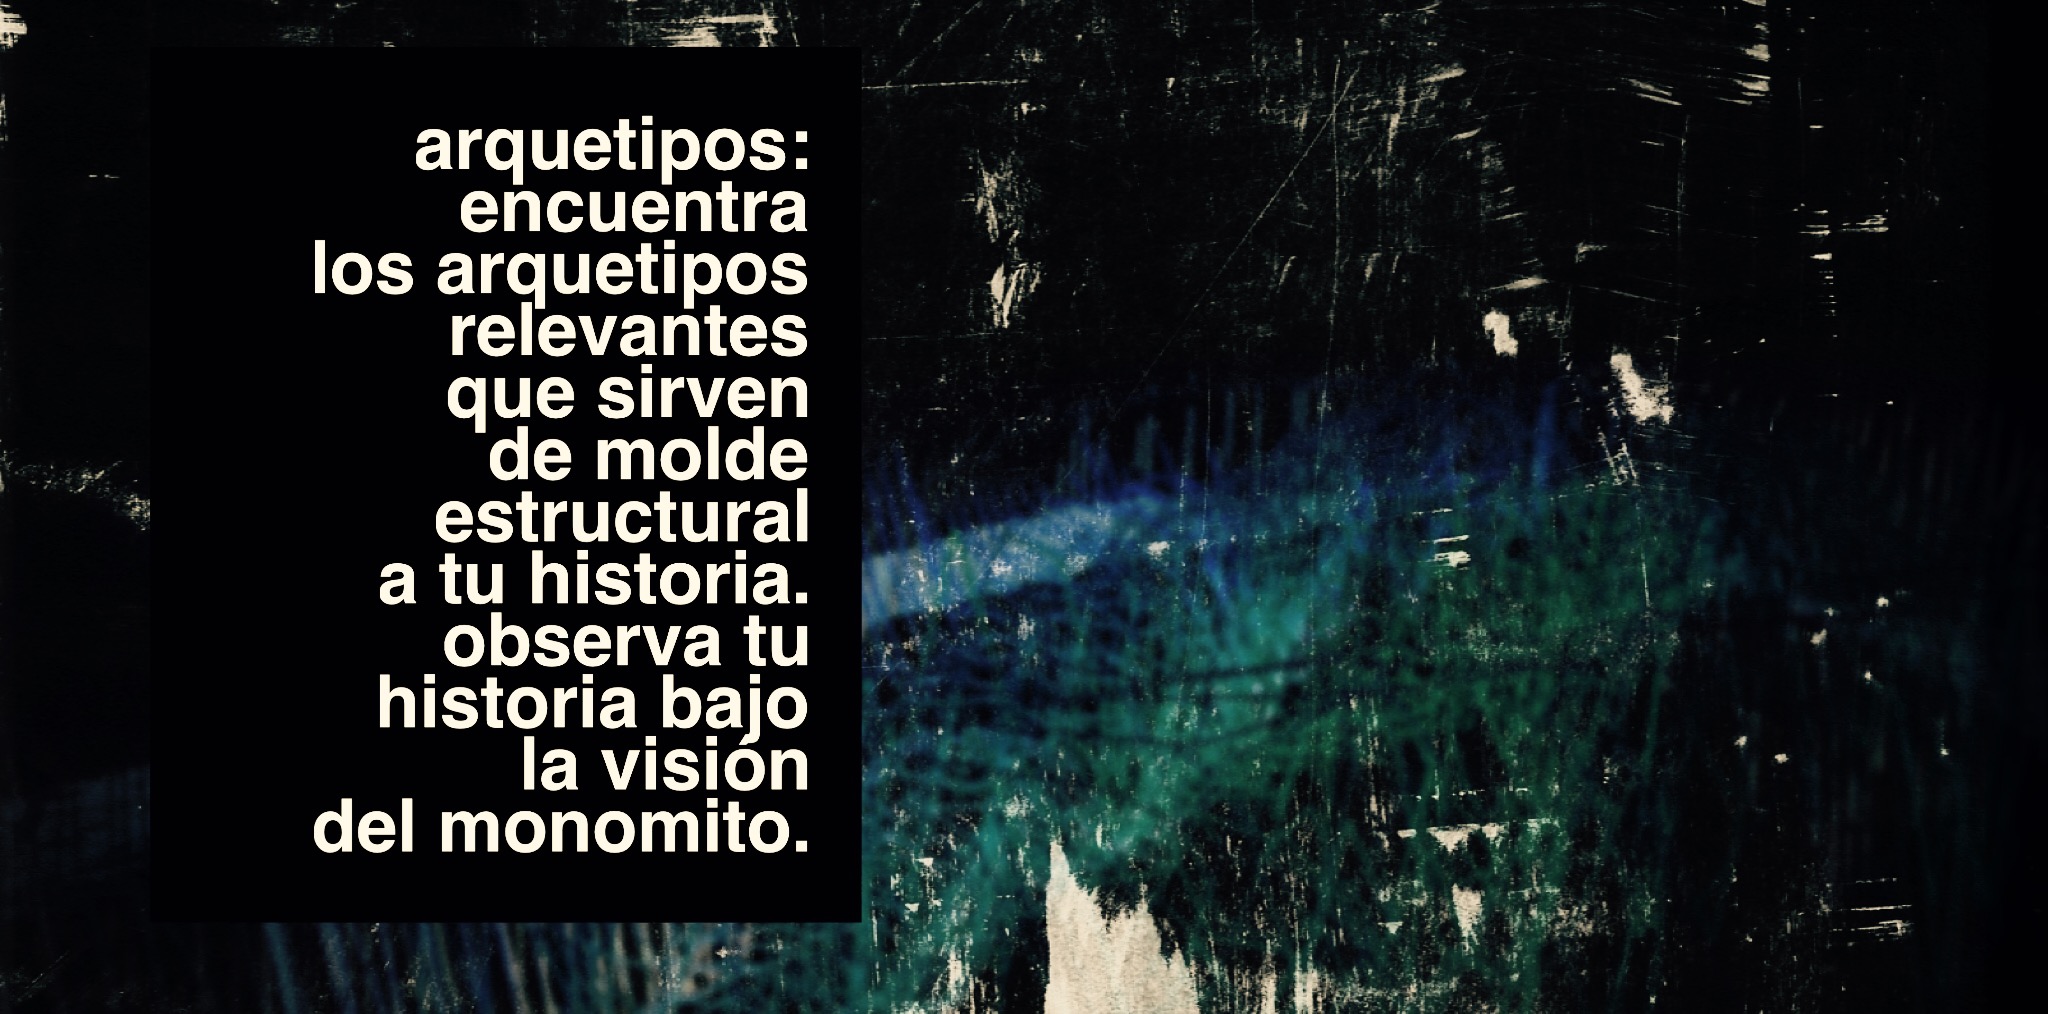 arquetipos:
encuentra
los arquetipos
relevantes
que sirven
de molde
estructural
a tu historia.
observa tu
historia bajo
la visión
del monomito.